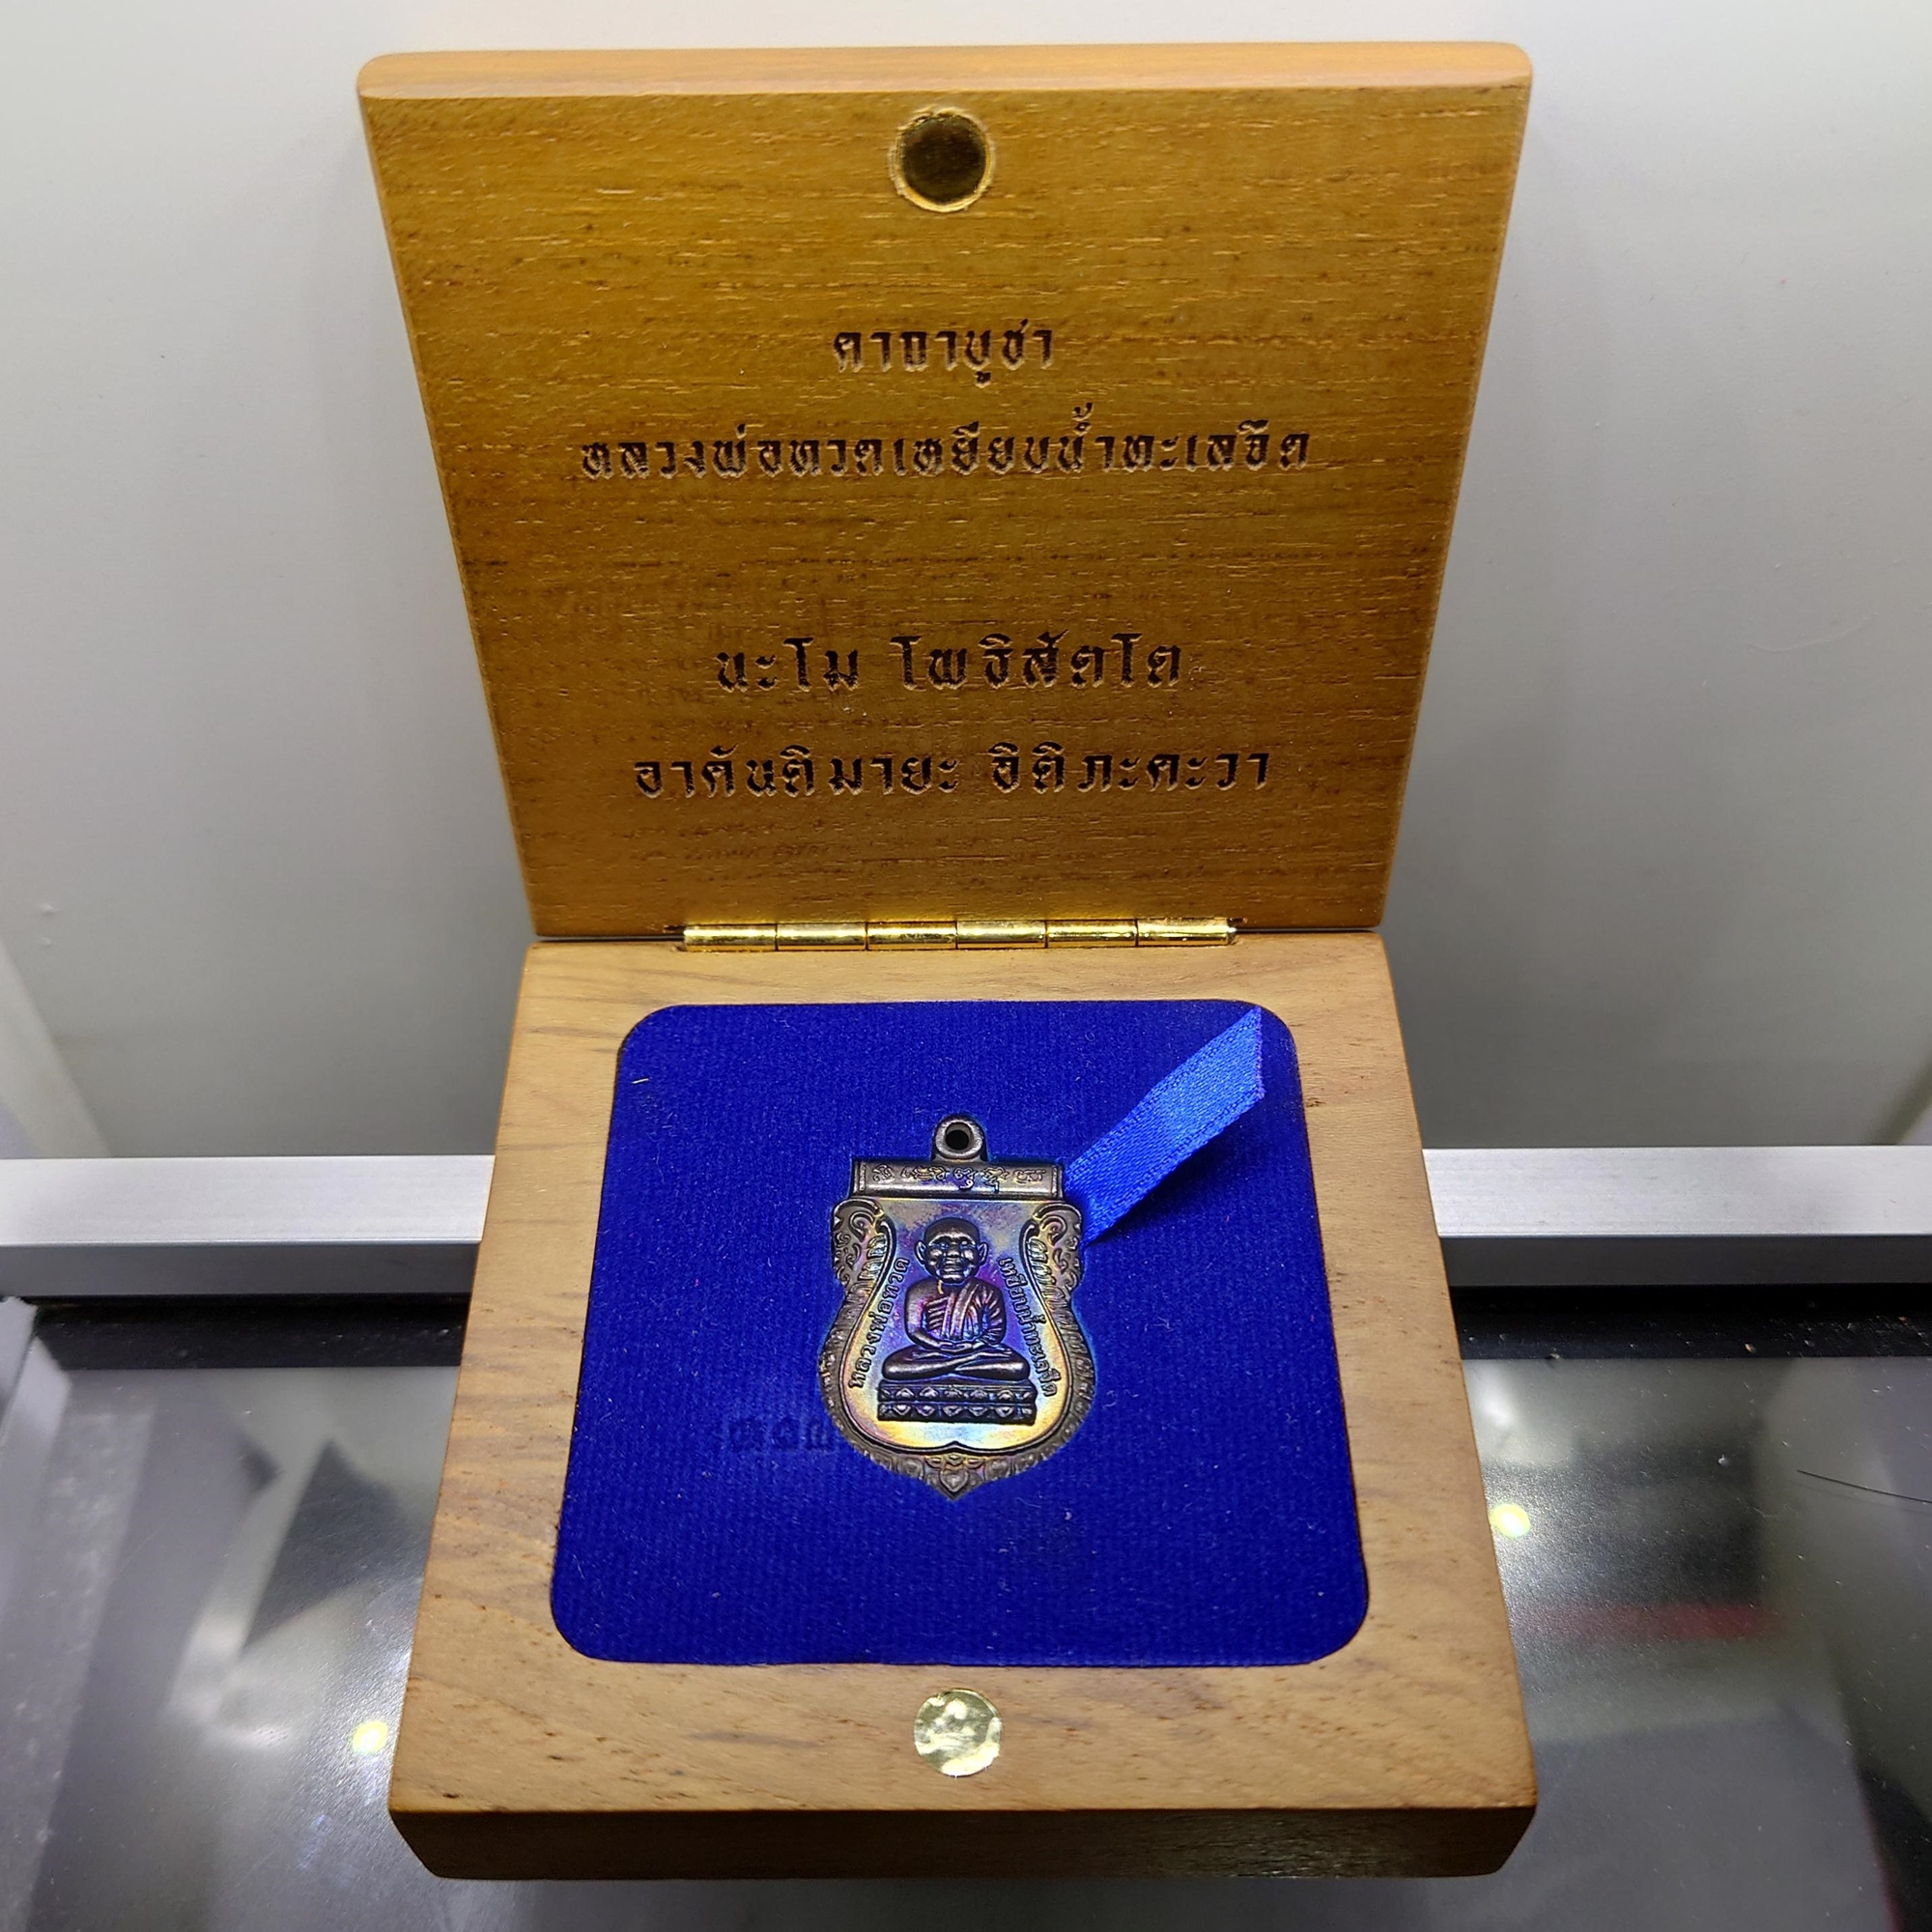 คาถาบูชา
หลวงพ่อทวดเหยียบน้ำทะเลจืด
นะโม โพธิสัตโต
อาคันติมายะ อิติภะคะวา
หลวงพ่อทวด
เหยียบน้ำทะเลจืด